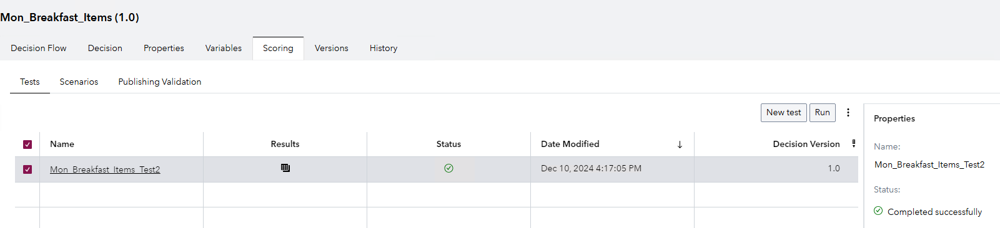 Mon_Breakfast_Items (1.0)
Decision Flow Decision Properties Variables Scoring Versions History
Tests Scenarios Publishing Validation
New test Run
Name Results Status Date Modified Decision Version
Mon_Breakfast_Items_Test2 Dec 10, 2024 4:17:05 PM 1.0
Properties
Name:
Mon_Breakfast_Items_Test2
Status:
Completed successfully